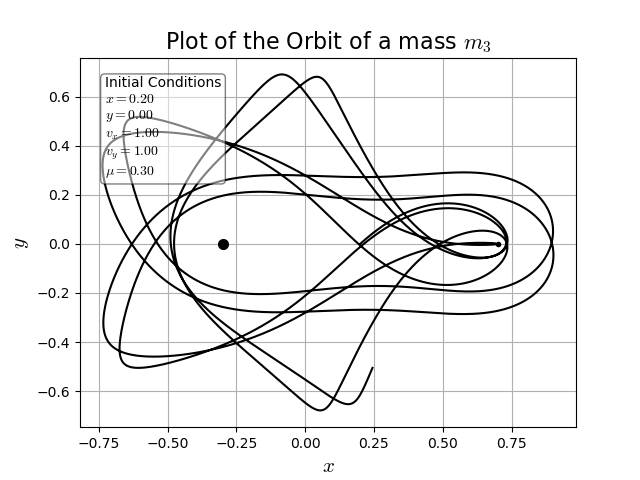 Plot of the Orbit of a mass m₃
Initial Conditions
x = 0.20
y = 0.00
vₓ = 1.00
v_y = 1.00
μ = 0.30
y
0.6
0.4
0.2
0.0
−0.2
−0.4
−0.6
−0.75 −0.50 −0.25 0.00 0.25 0.50 0.75
x